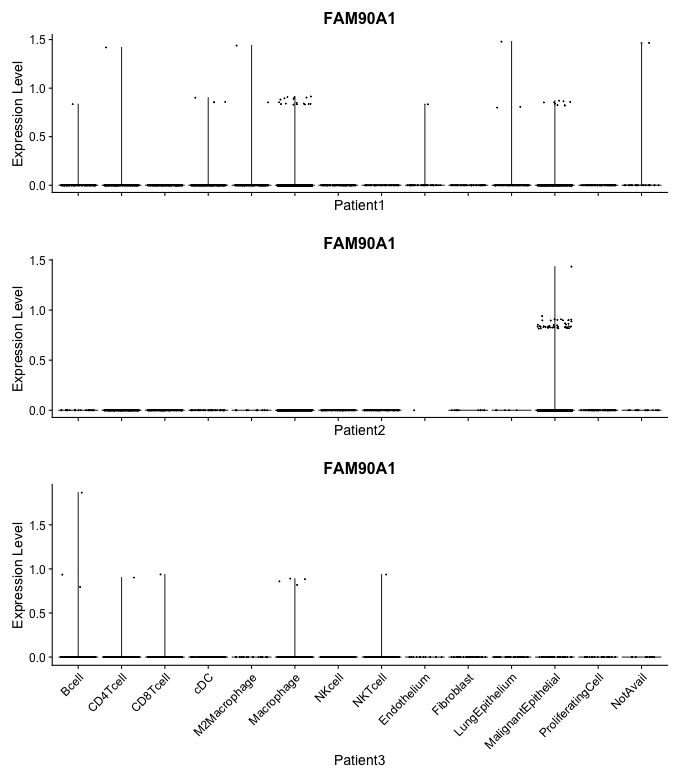 FAM90A1
Expression Level
1.5
1.0
0.5
0.0
Patient1
FAM90A1
Expression Level
1.5
1.0
0.5
0.0
Patient2
FAM90A1
Expression Level
1.5
1.0
0.5
0.0
Bcell
CD4Tcell
CD8Tcell
cDC
M2Macrophage
Macrophage
NKcell
NKTcell
Endothelium
Fibroblast
LungEpithelium
MalignantEpithelial
ProliferatingCell
NotAvail
Patient3